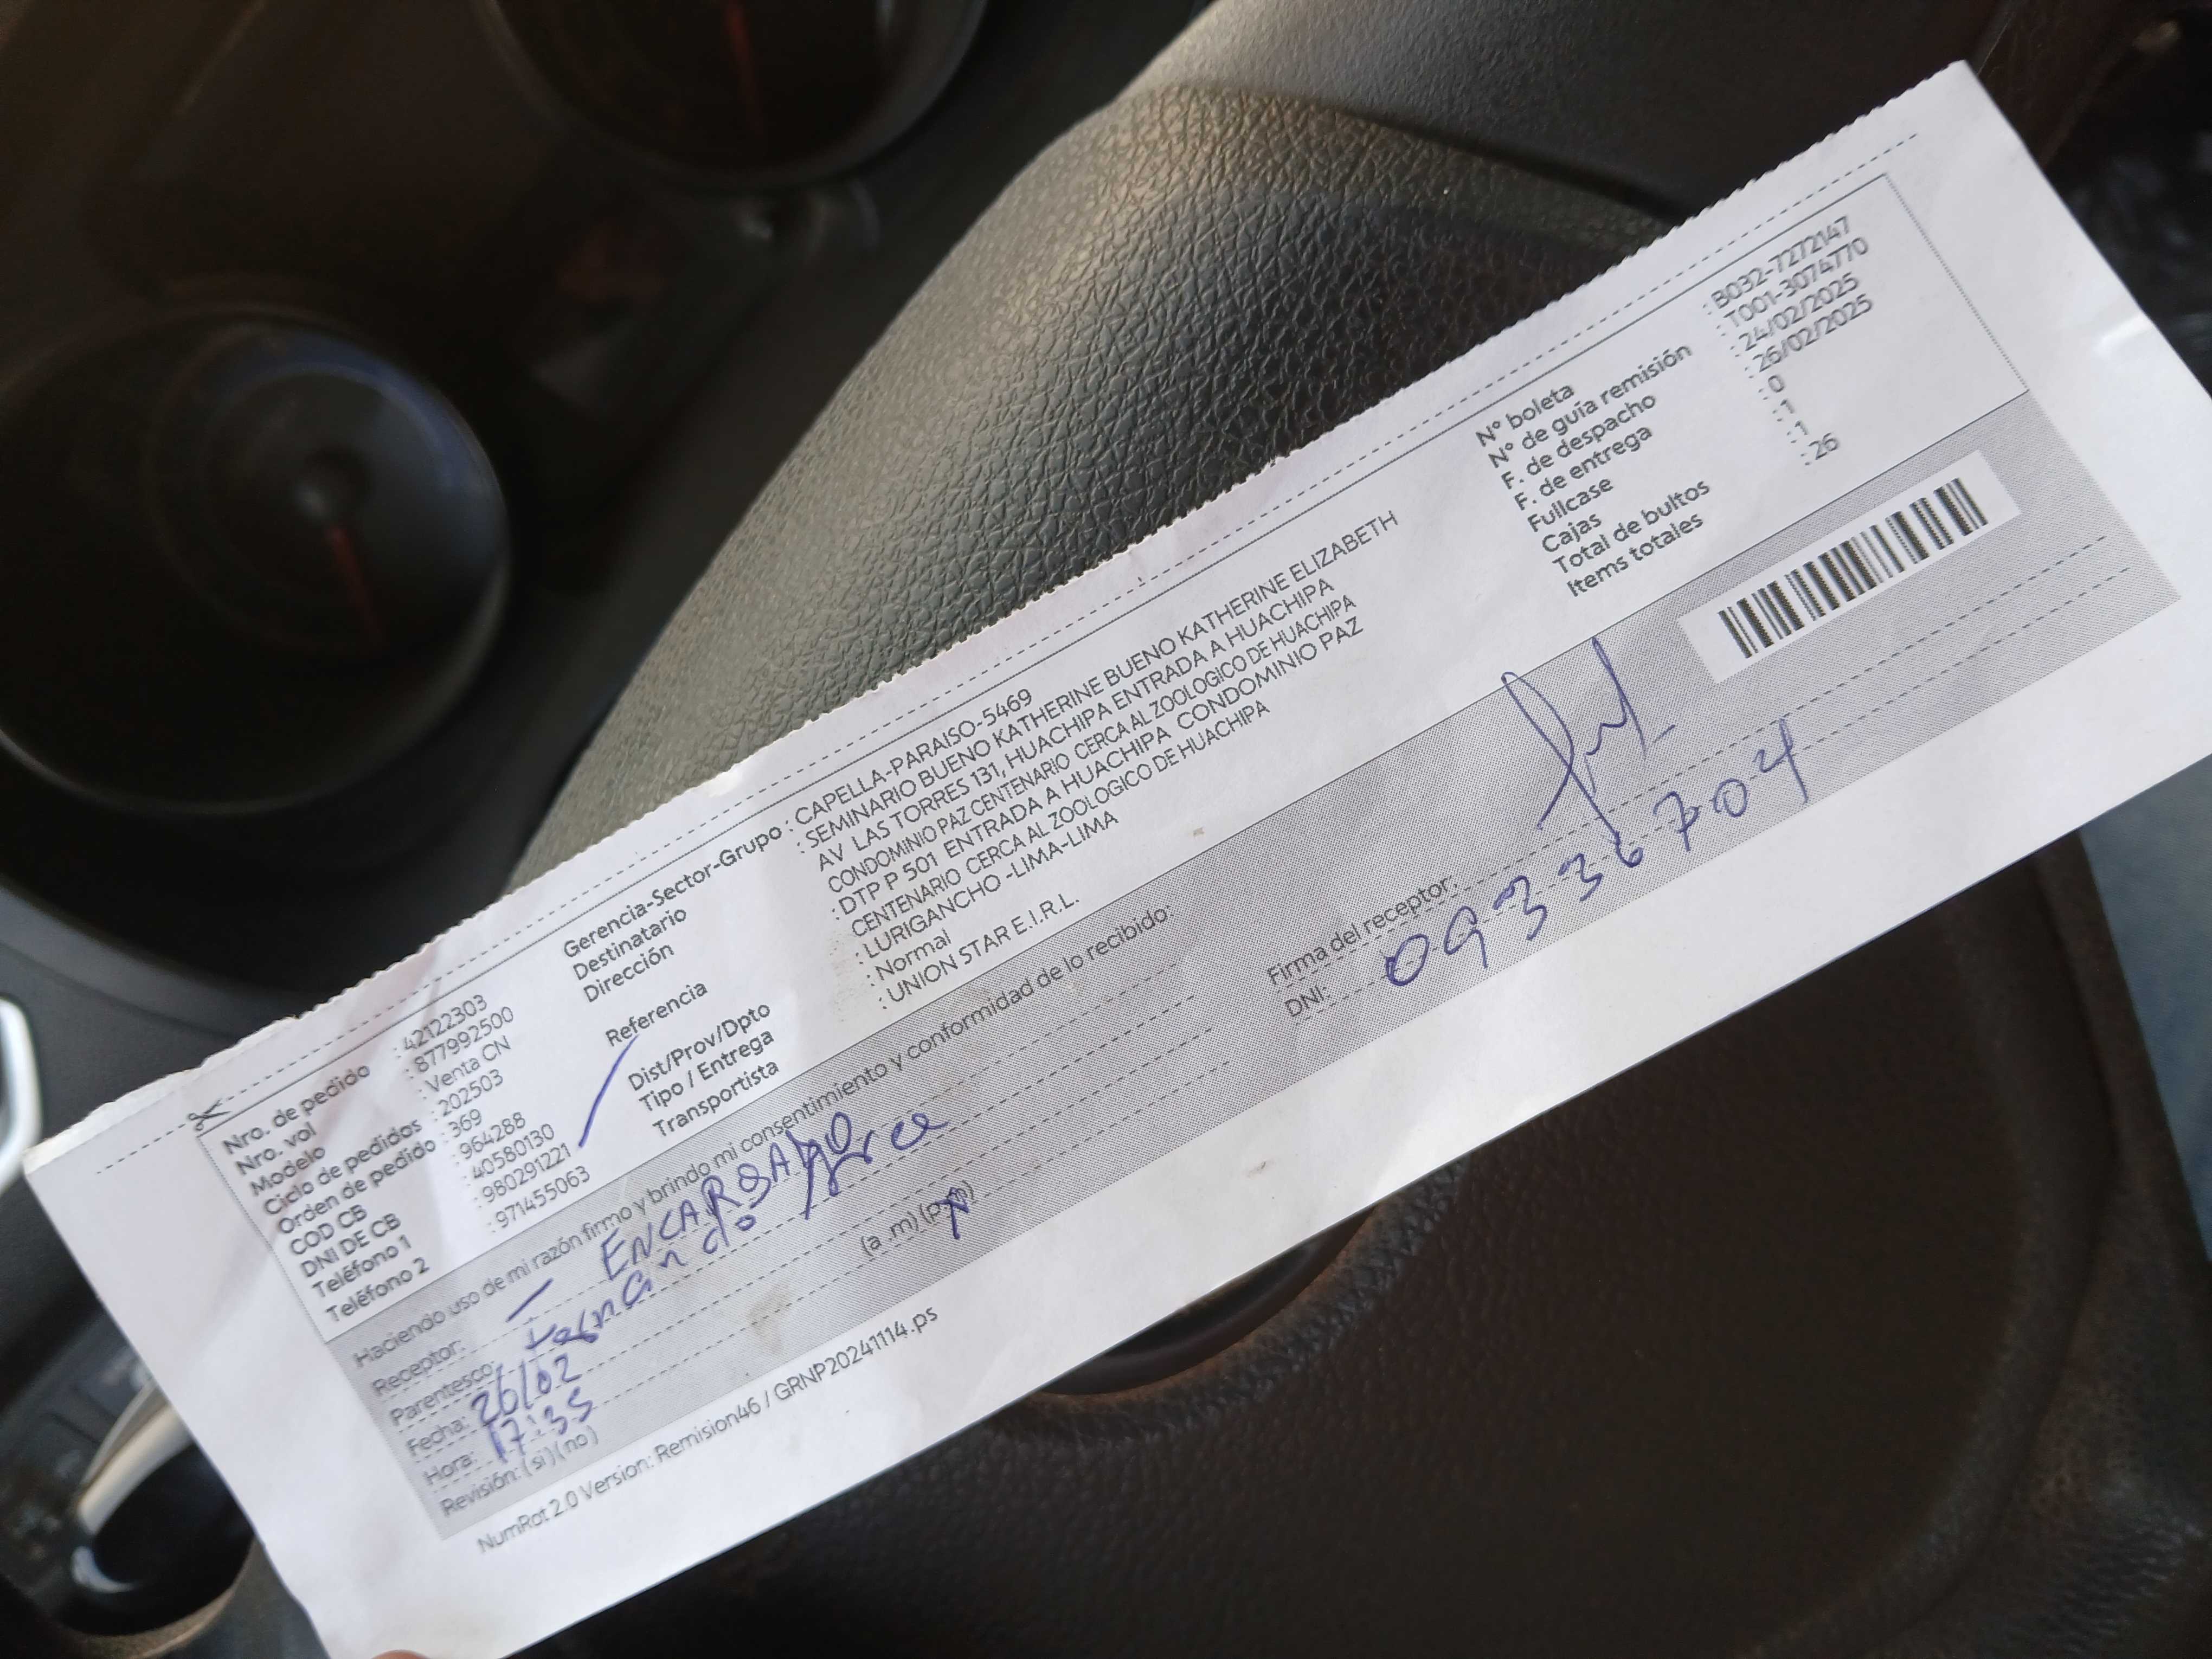 Nro. de pedido : 42122303
Nro. vol : 877992500
Modelo : Venta CN
Ciclo de pedidos : 202503
Orden de pedido : 369
COD CB : 964288
DNI DE CB : 40580130
Teléfono 1 : 980291221
Teléfono 2 : 971455063
Gerencia-Sector-Grupo : CAPELLA-PARAISO-5469
Destinatario : SEMINARIO BUENO KATHERINE BUENO KATHERINE ELIZABETH
Dirección AV LAS TORRES 131, HUACHIPA ENTRADA A HUACHIPA
CONDOMINIO PAZ CENTENARIO CERCA AL ZOOLOGICO DE HUACHIPA
Referencia : DTP P 501 ENTRADA A HUACHIPA CONDOMINIO PAZ
CENTENARIO CERCA AL ZOOLOGICO DE HUACHIPA
Dist/Prov/Dpto : LURIGANCHO -LIMA-LIMA
Tipo / Entrega : Normal
Transportista : UNION STAR E.I.R.L.
N° boleta : B032-7272147
N° de guía remisión : T001-3074770
F. de despacho : 24/02/2025
F. de entrega : 26/02/2025
Fullcase : 0
Cajas : 1
Total de bultos : 1
Items totales : 26
Haciendo uso de mi razón firmo y brindo mi consentimiento y conformidad de lo recibido:
Receptor: ENCARGADO
Parentesco:
Fecha: 26/02
Hora: 17:35 (a .m) (p.m)
Revisión: (si) (no)
Firma del receptor:
DNI: 09336704
NumRot 2.0 Version: Remision46 / GRNP20241114.ps